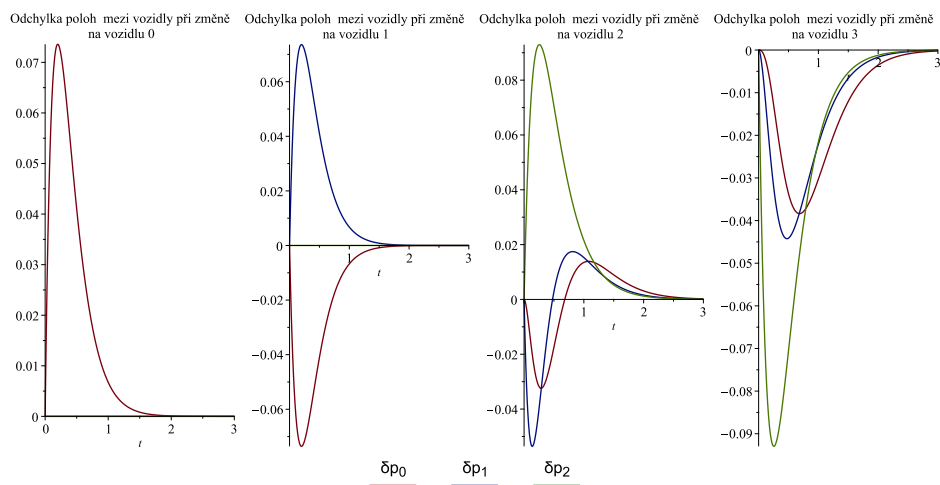 Odchylka poloh mezi vozidly při změně
na vozidlu 0
0.07
0.06
0.05
0.04
0.03
0.02
0.01
0
0 1 2 3
t
Odchylka poloh mezi vozidly při změně
na vozidlu 1
0.06
0.04
0.02
0
−0.02
−0.04
−0.06
1 2 3
t
Odchylka poloh mezi vozidly při změně
na vozidlu 2
0.08
0.06
0.04
0.02
0
−0.02
−0.04
1 2 3
t
Odchylka poloh mezi vozidly při změně
na vozidlu 3
0
−0.01
−0.02
−0.03
−0.04
−0.05
−0.06
−0.07
−0.08
−0.09
1 2 3
t
δp₀ δp₁ δp₂